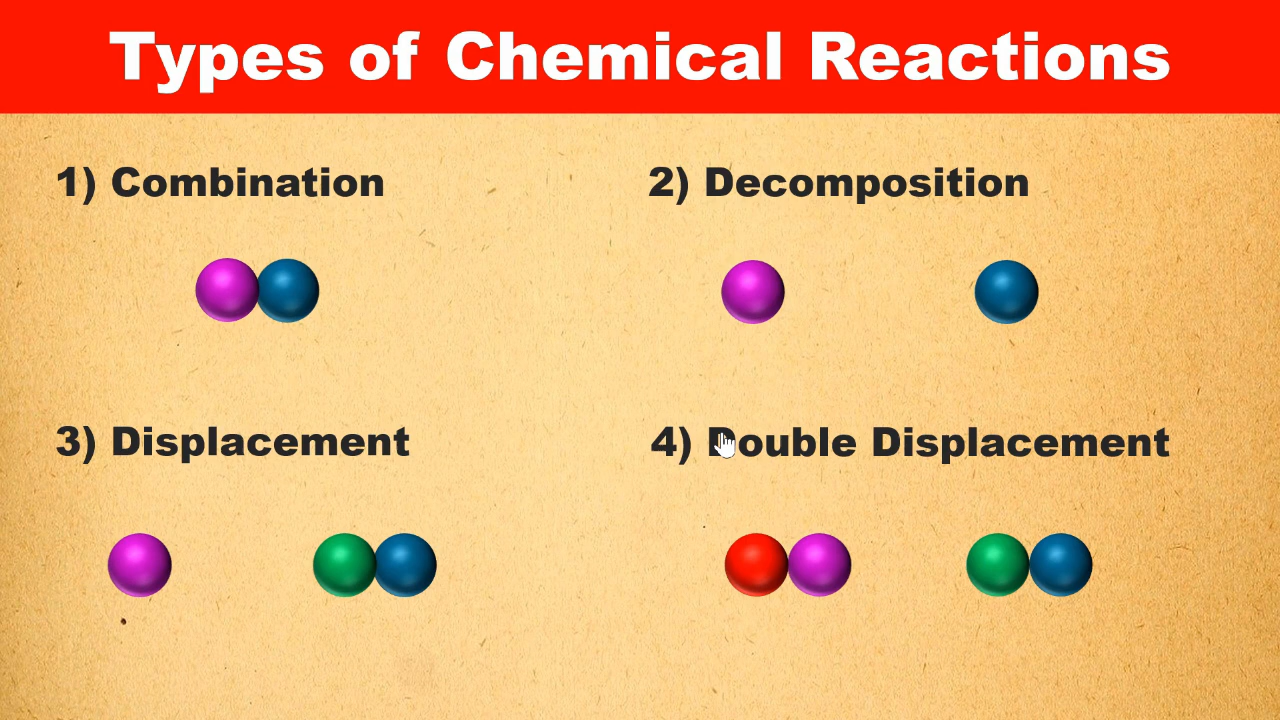 Types of Chemical Reactions
1) Combination
2) Decomposition
3) Displacement
4) Double Displacement